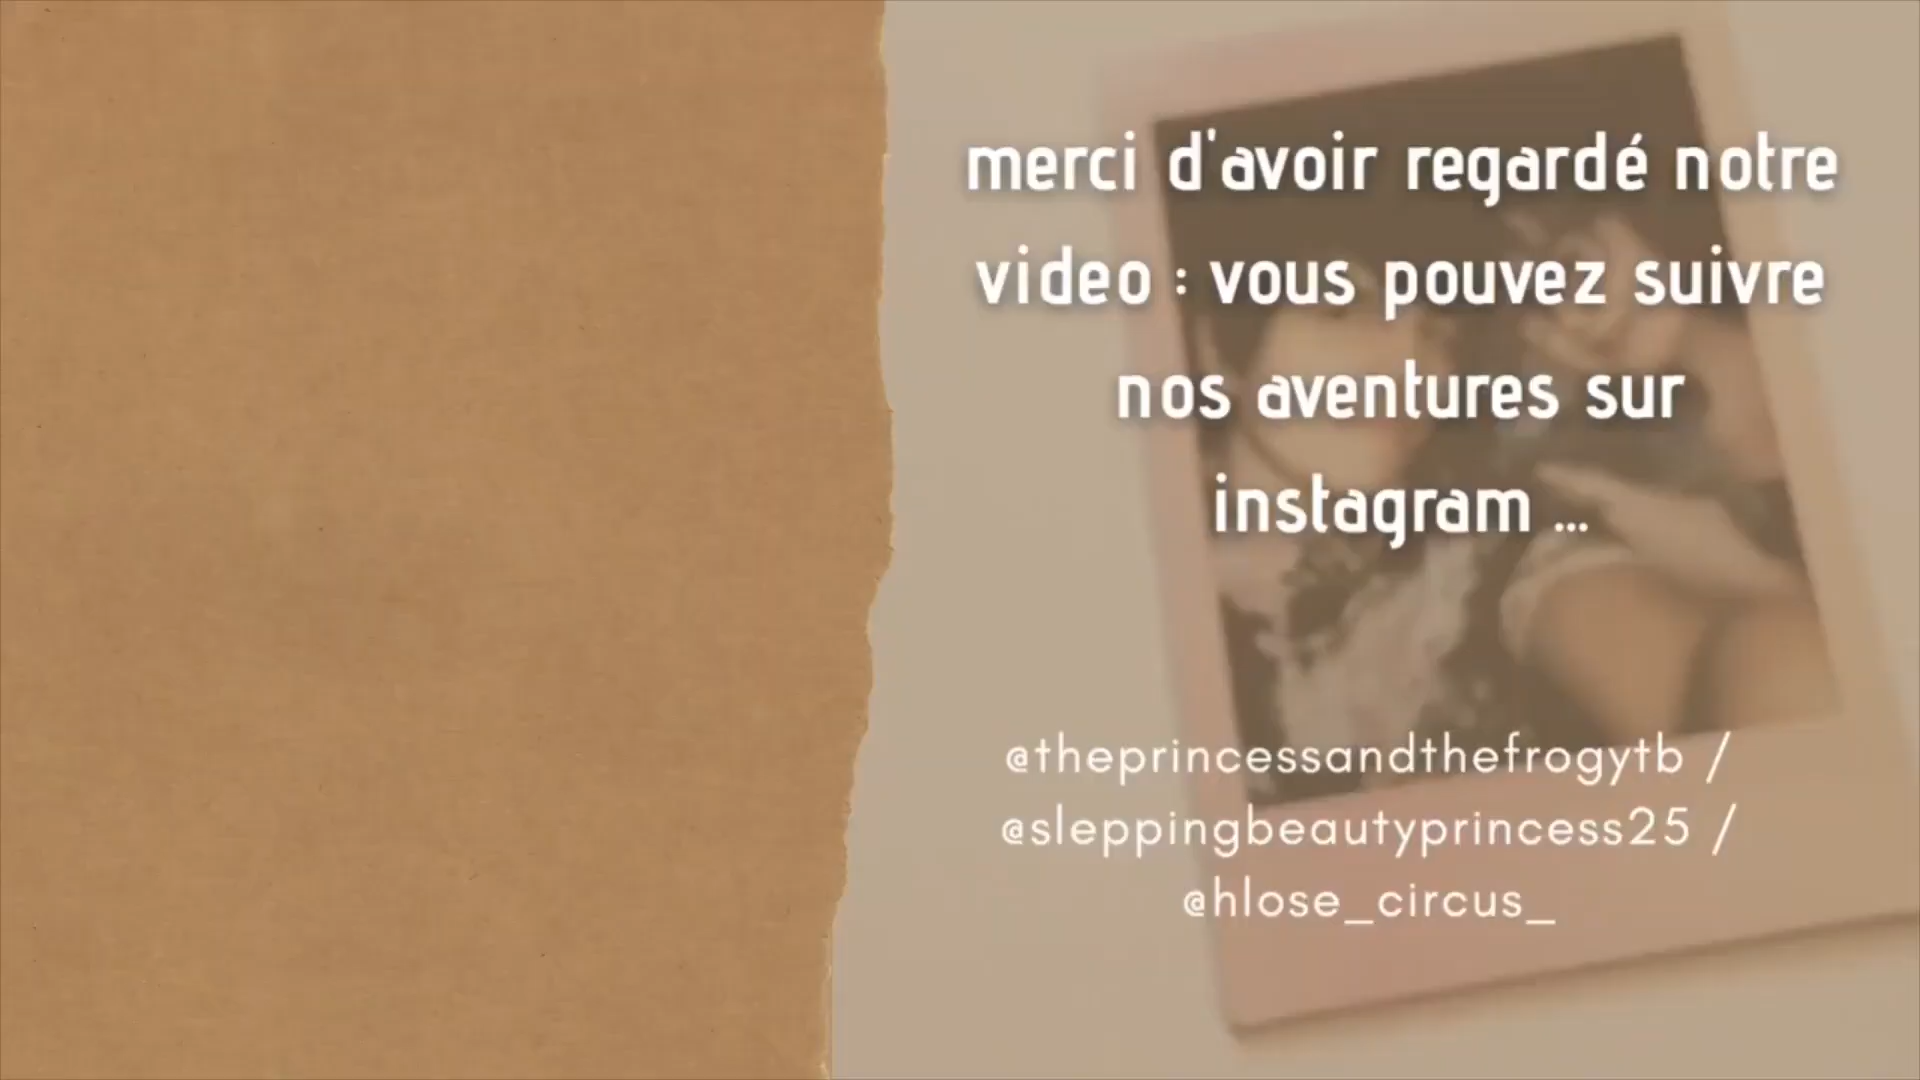 merci d'avoir regardé notre
video : vous pouvez suivre
nos aventures sur
instagram ...
@theprincessandthefrogytb /
@sleppingbeautyprincess25 /
@hlose_circus_